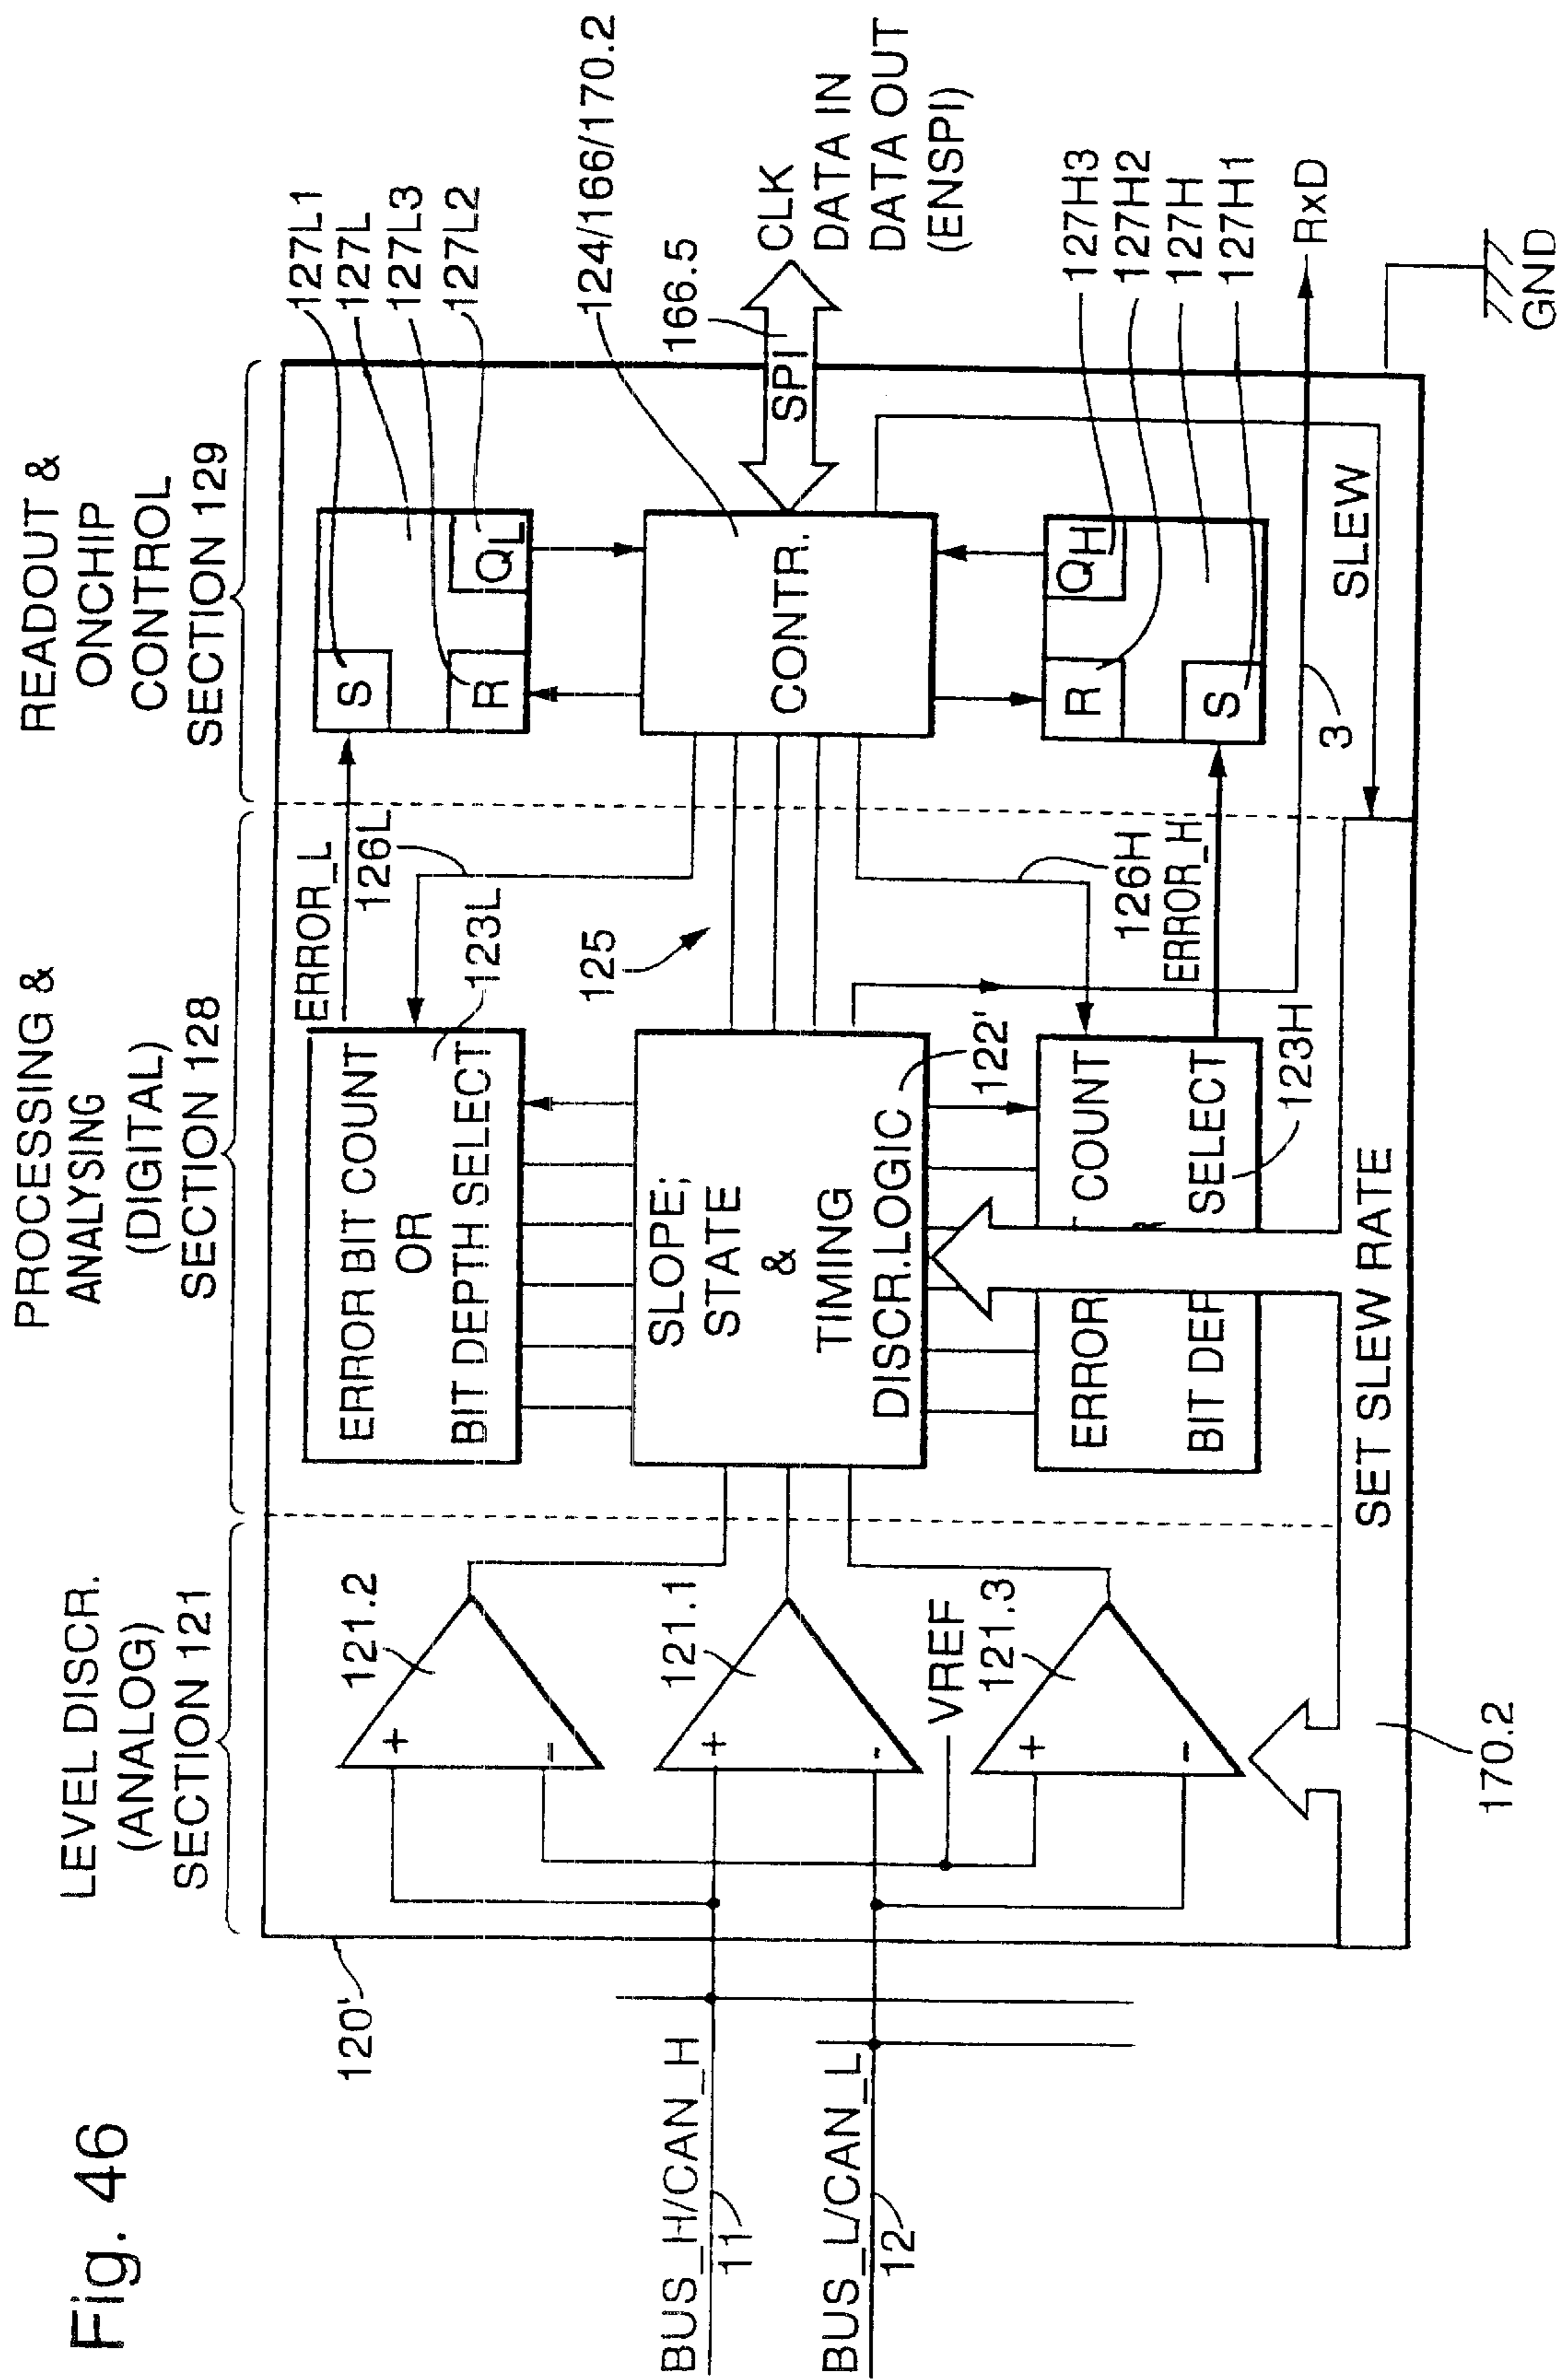 Fig. 46
LEVEL DISCR.
(ANALOG)
SECTION 121
PROCESSING &
ANALYSING
(DIGITAL)
SECTION 128
READOUT &
ONCHIP
CONTROL
SECTION 129
120'
BUS_H/CAN_H
11
BUS_L/CAN_L
12
121.2
+
–
121.1
+
-
VREF
121.3
+
-
170.2
ERROR BIT COUNT
OR
BIT DEPTH SELECT
123L
ERROR_L
126L
SLOPE;
STATE
&
TIMING
DISCR.LOGIC
122'
125
ERROR COUNT
BIT DEP SELECT
123H
126H
ERROR_H
SET SLEW RATE
S
R
QL
127L1
127L
127L3
127L2
CONTR.
124/166/170.2
SPI
166.5
CLK
DATA IN
DATA OUT
(ENSPI)
R
QH
S
127H3
127H2
127H
127H1
3
RxD
SLEW
GND